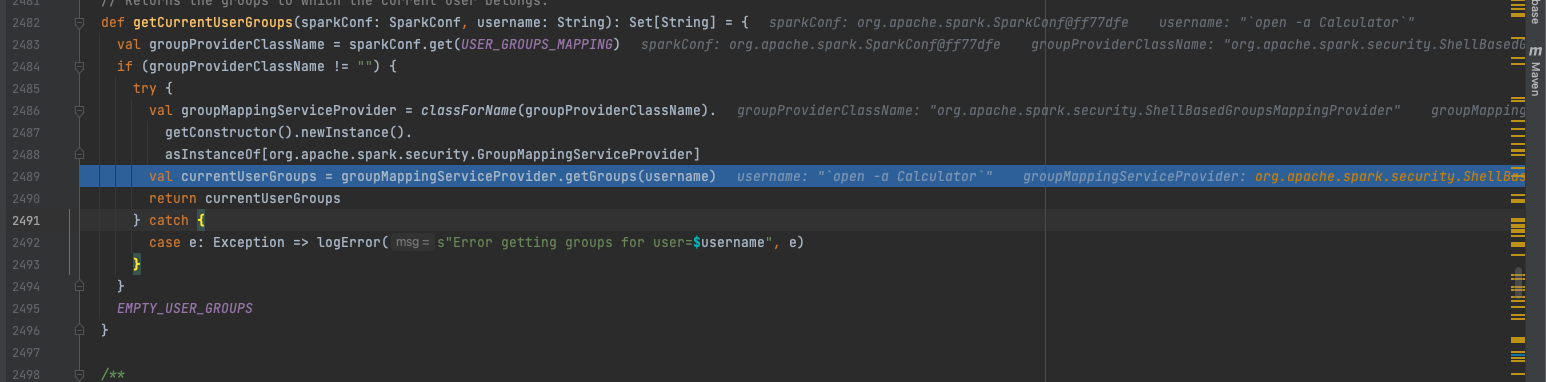 2481 // Returns the groups to which the current user belongs.
2482 def getCurrentUserGroups(sparkConf: SparkConf, username: String): Set[String] = { sparkConf: org.apache.spark.SparkConf@ff77dfe username: "`open -a Calculator`"
2483 val groupProviderClassName = sparkConf.get(USER_GROUPS_MAPPING) sparkConf: org.apache.spark.SparkConf@ff77dfe groupProviderClassName: "org.apache.spark.security.ShellBasedG
2484 if (groupProviderClassName != "") {
2485 try {
2486 val groupMappingServiceProvider = classForName(groupProviderClassName). groupProviderClassName: "org.apache.spark.security.ShellBasedGroupsMappingProvider" groupMapping
2487 getConstructor().newInstance().
2488 asInstanceOf[org.apache.spark.security.GroupMappingServiceProvider]
2489 val currentUserGroups = groupMappingServiceProvider.getGroups(username) username: "`open -a Calculator`" groupMappingServiceProvider: org.apache.spark.security.ShellBas
2490 return currentUserGroups
2491 } catch {
2492 case e: Exception => logError( msg = s"Error getting groups for user=$username", e)
2493 }
2494 }
2495 EMPTY_USER_GROUPS
2496 }
2497
2498 /**
base
m
Maven